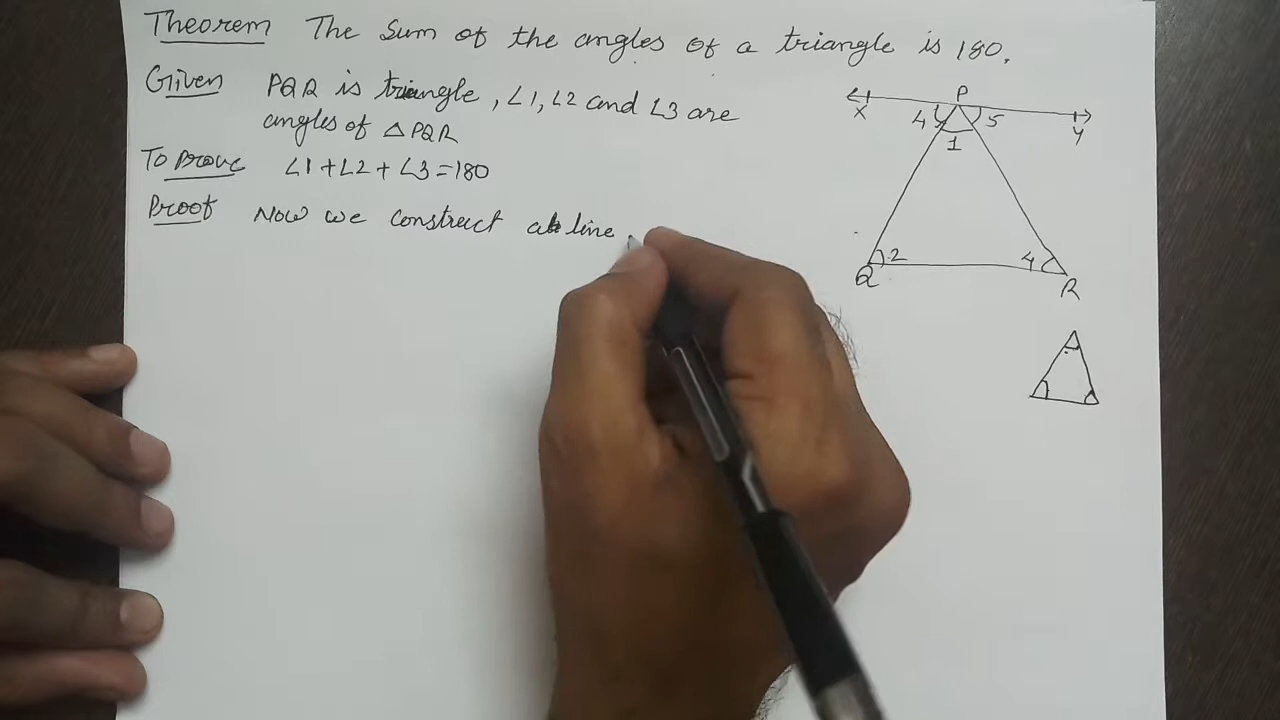 Theorem The Sum of the angles of a triangle is 180.
Given PQR is triangle, ∠1, ∠2 and ∠3 are
angles of △PQR
To prove ∠1+∠2+∠3=180
Proof Now we construct a line
P
X
4
5
1
Y
2
4
Q
R